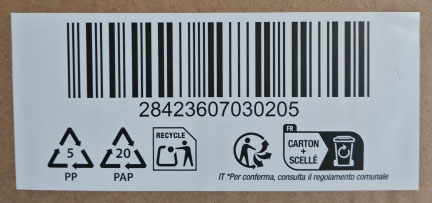 28423607030205
5
PP
20
PAP
RECYCLE
FR
CARTON
+
SCELLÉ
IT *Per conferma, consulta il regolamento comunale